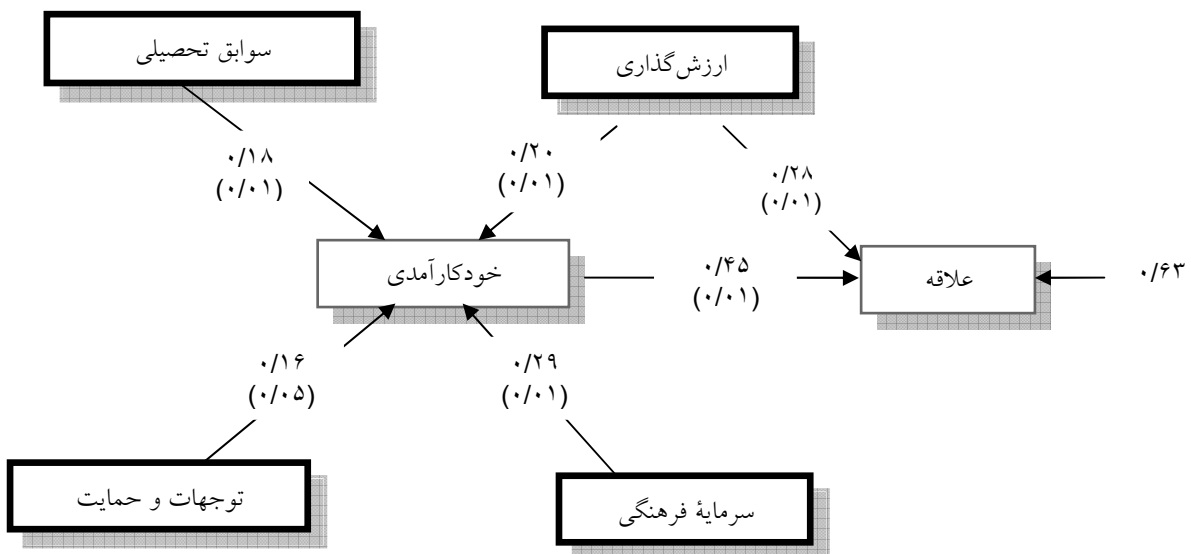 سوابق تحصیلی
ارزش‌گذاری
۰/۱۸
(۰/۰۱)
۰/۲۰
(۰/۰۱)
۰/۲۸
(۰/۰۱)
خودکارآمدی
۰/۴۵
(۰/۰۱)
علاقه
۰/۶۳
۰/۱۶
(۰/۰۵)
۰/۲۹
(۰/۰۱)
توجهات و حمایت
سرمایۀ فرهنگی